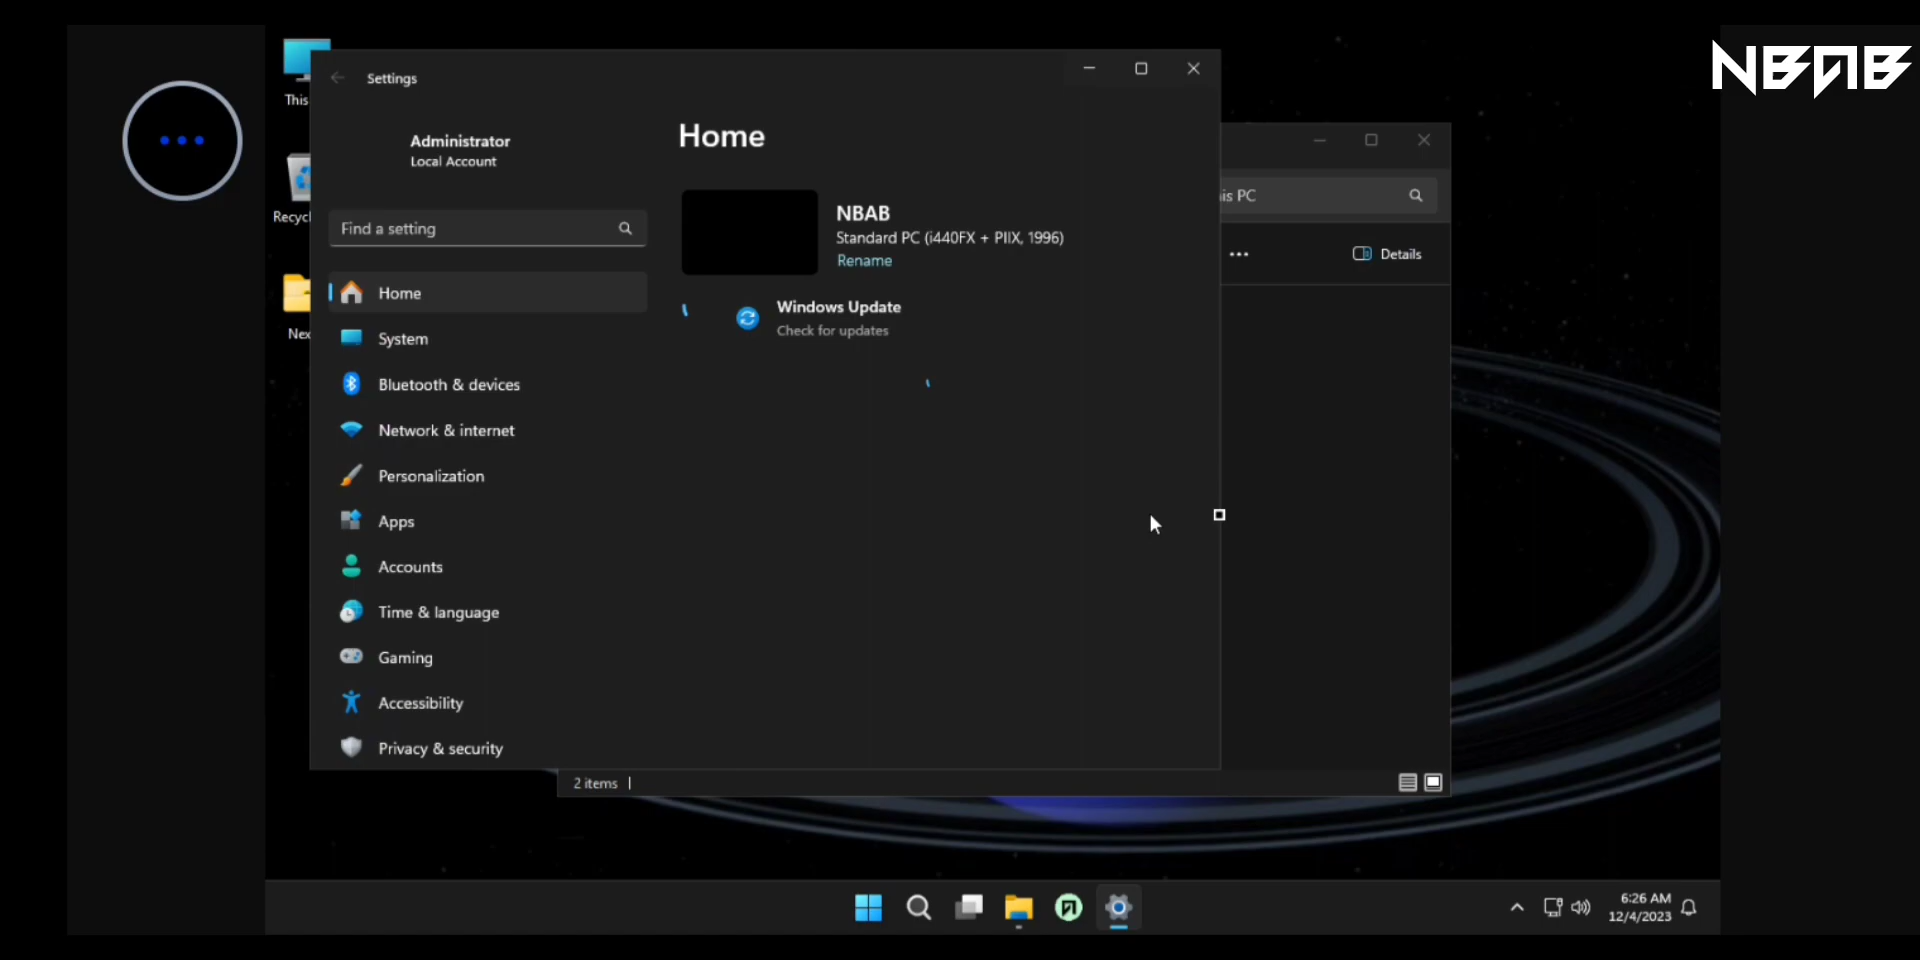 NBAB
This
Recycl
Nex
Settings
Administrator
Local Account
Find a setting
Home
System
Bluetooth & devices
Network & internet
Personalization
Apps
Accounts
Time & language
Gaming
Accessibility
Privacy & security
Home
NBAB
Standard PC (i440FX + PIIX, 1996)
Rename
Windows Update
Check for updates
is PC
Details
2 items
6:26 AM
12/4/2023